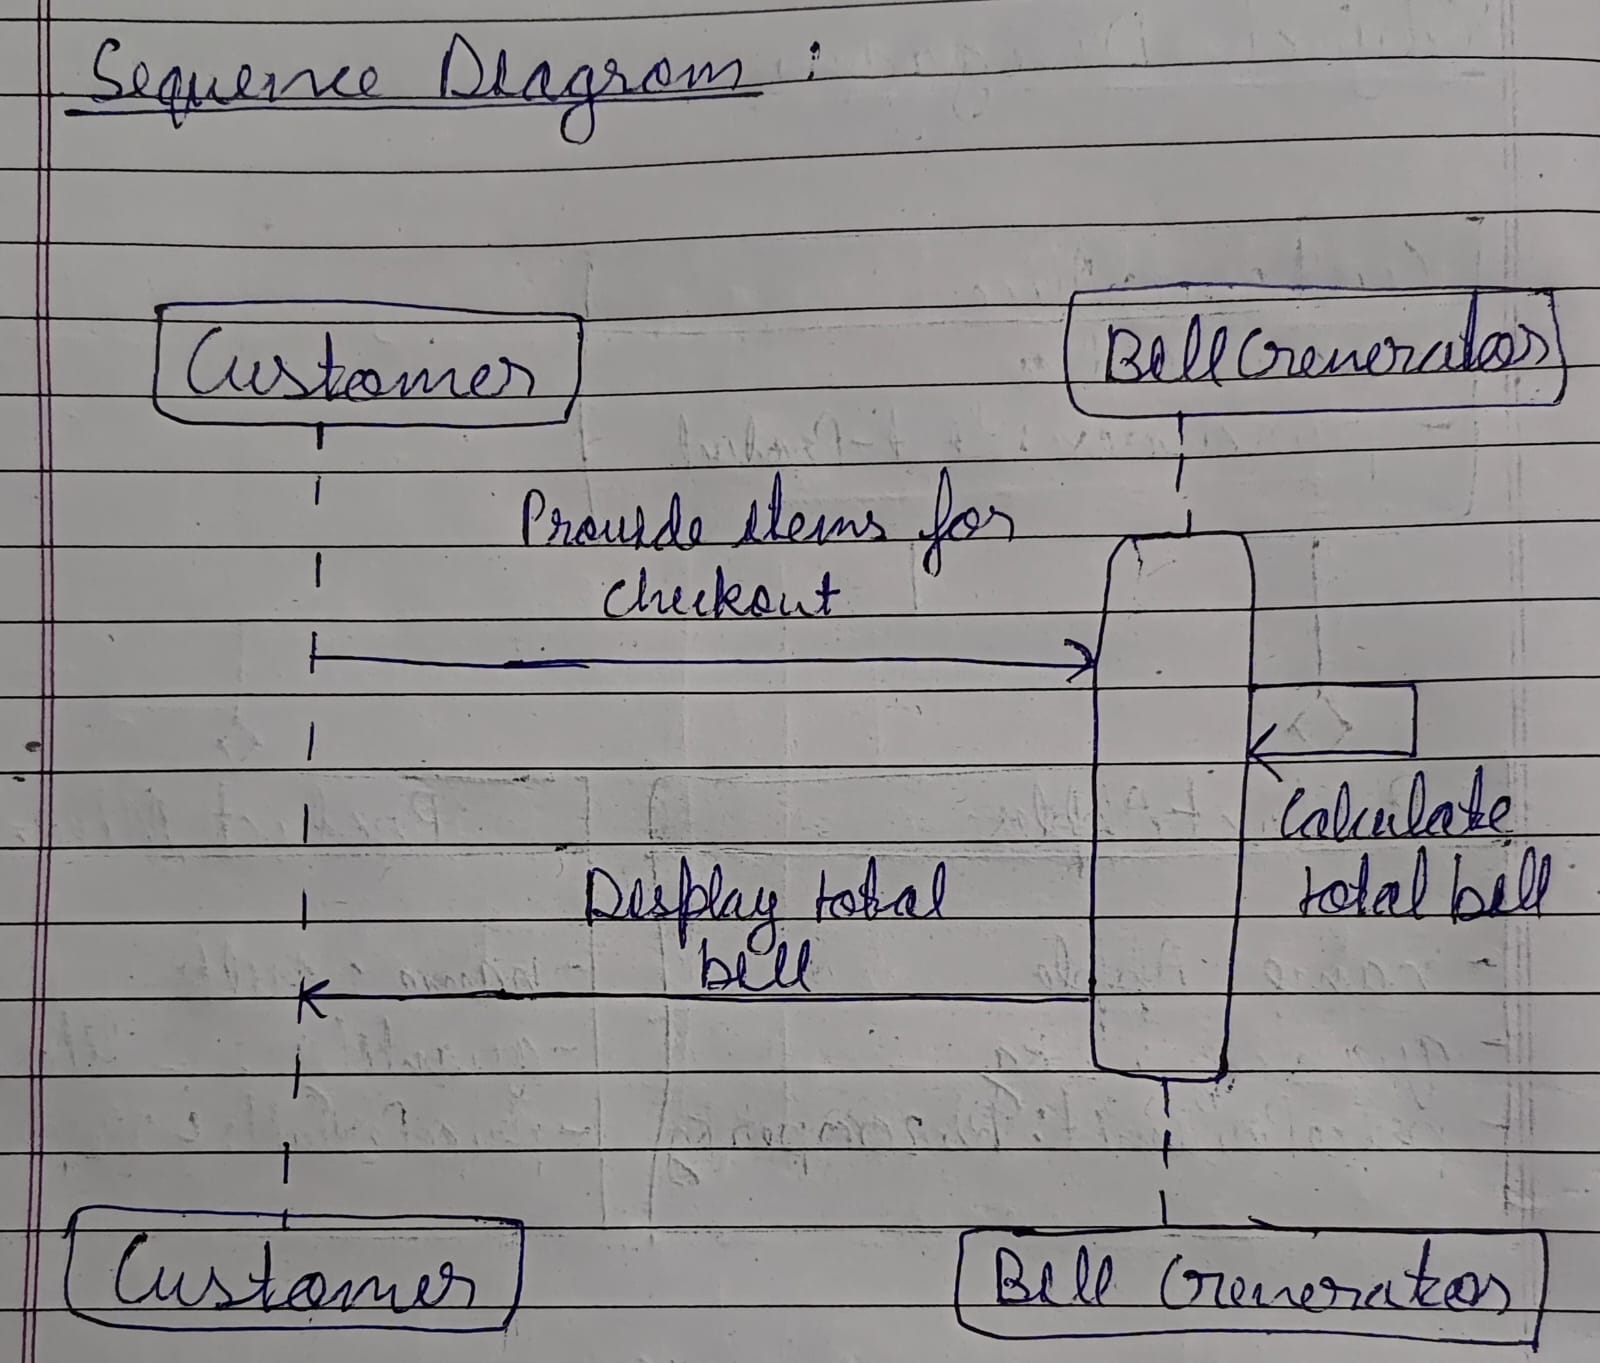 Sequence Diagram :
Customer
Bill Generator
Provide items for
checkout
Calculate
total bill
Display total
bill
Customer
Bill Generator